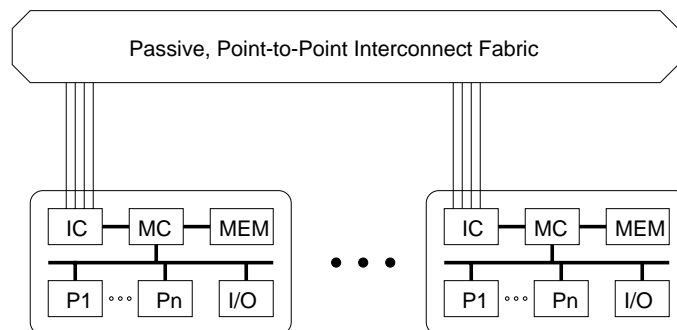 Passive, Point-to-Point Interconnect Fabric
IC MC MEM
P1 Pn I/O
IC MC MEM
P1 Pn I/O